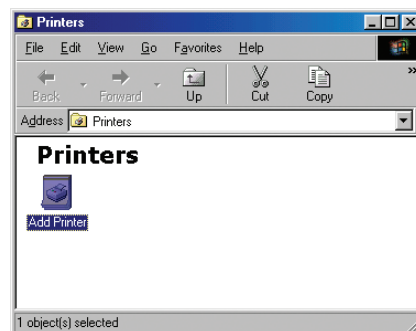 Printers
File Edit View Go Favorites Help
Back Forward Up Cut Copy »
Address Printers
Printers
Add Printer
1 object(s) selected